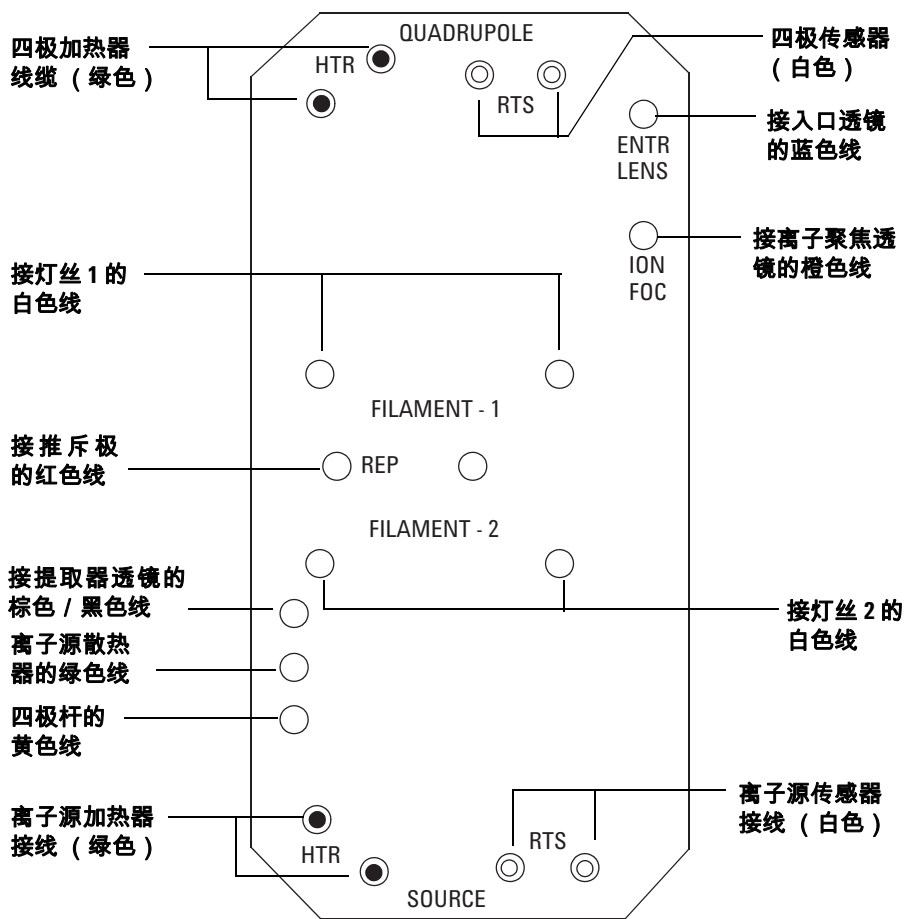 四极加热器
线缆 （绿色）
QUADRUPOLE
HTR
RTS
四极传感器
（白色）
ENTR
LENS
接入口透镜
的蓝色线
ION
FOC
接离子聚焦透
镜的橙色线
接灯丝 1 的
白色线
FILAMENT - 1
接推斥极
的红色线
REP
FILAMENT - 2
接提取器透镜的
棕色 / 黑色线
接灯丝 2 的
白色线
离子源散热
器的绿色线
四极杆的
黄色线
离子源加热器
接线 （绿色）
HTR
RTS
SOURCE
离子源传感器
接线 （白色）